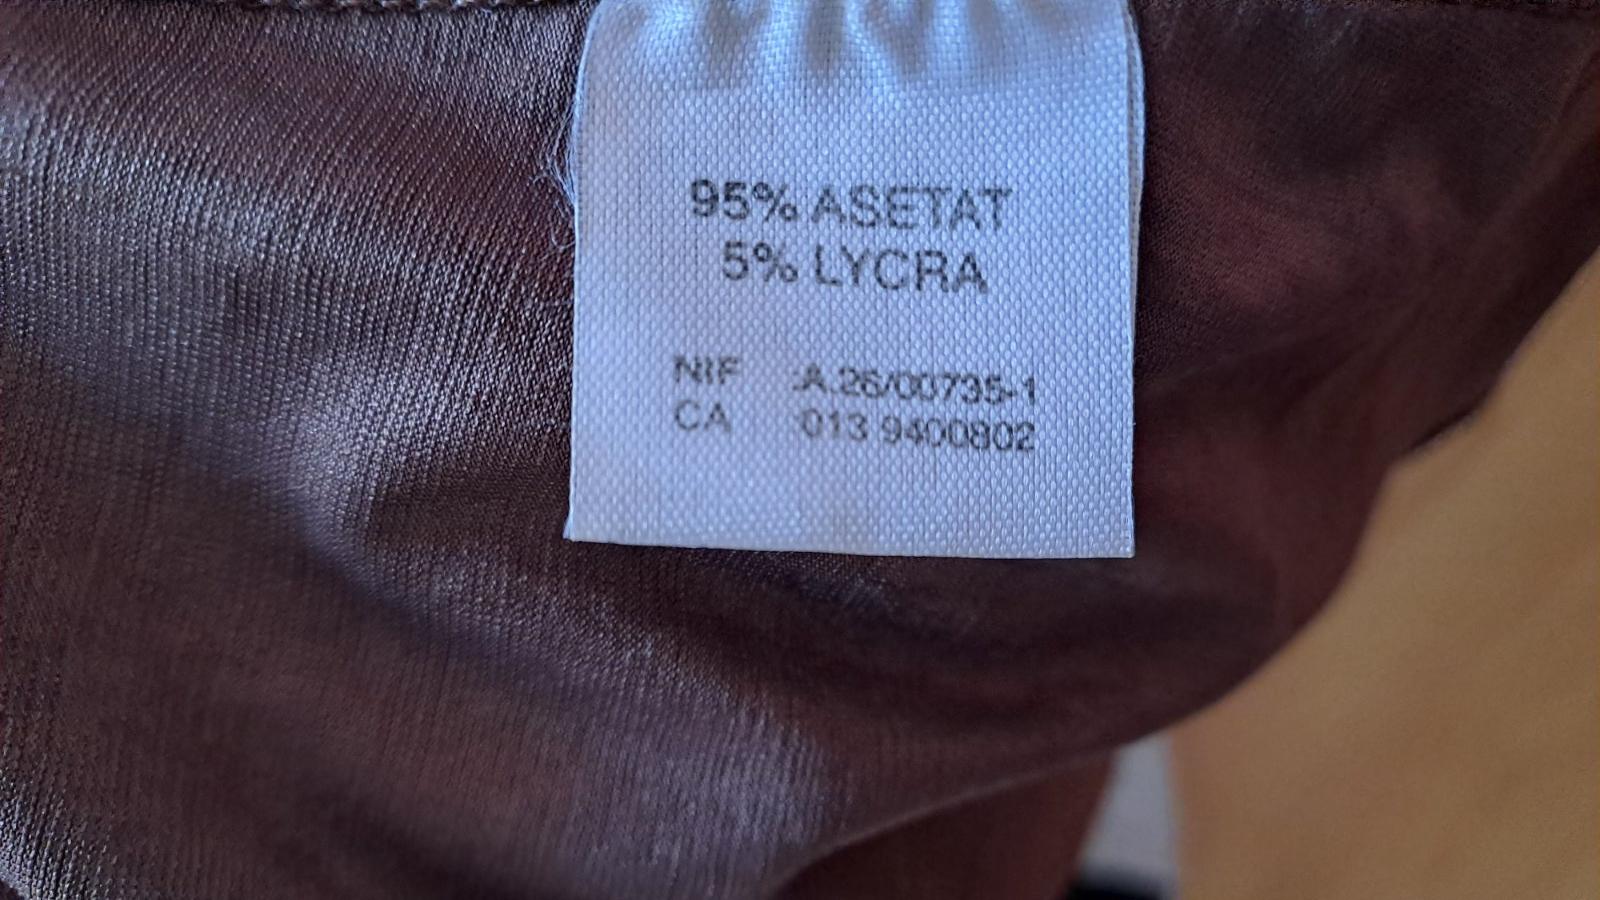 95% ASETAT
5% LYCRA
NIF A.26/00735-1
CA 013 9400802